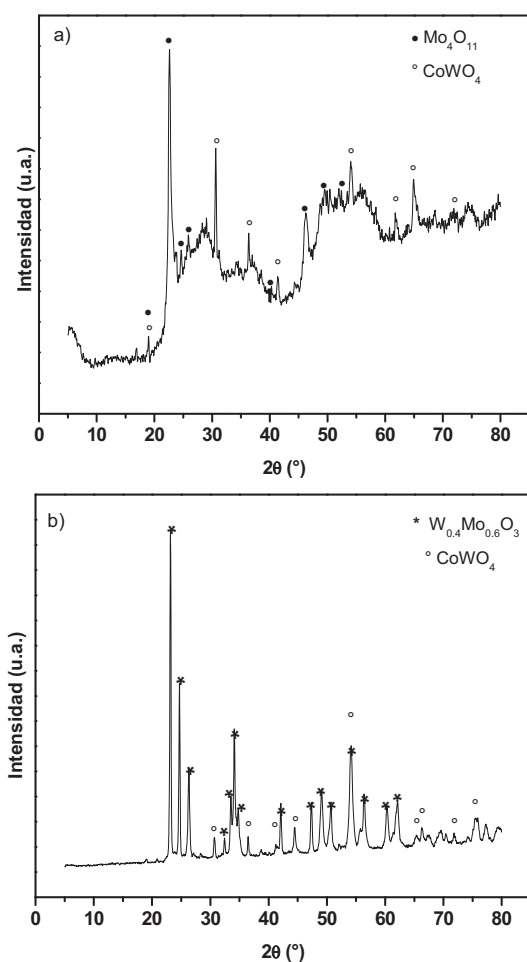 a)
● Mo4O11
○ CoWO4
Intensidad (u.a.)
0 10 20 30 40 50 60 70 80
2θ (°)
b)
* W0.4Mo0.6O3
○ CoWO4
Intensidad (u.a.)
0 10 20 30 40 50 60 70 80
2θ (°)